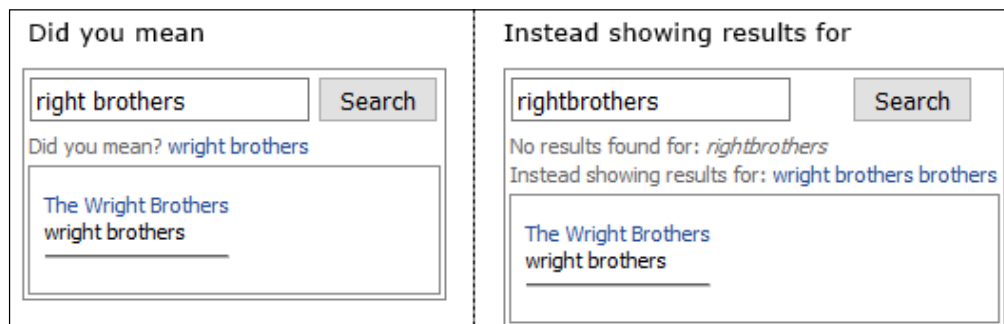 Did you mean
right brothers
Search
Did you mean? wright brothers
The Wright Brothers
wright brothers
Instead showing results for
rightbrothers
Search
No results found for: rightbrothers
Instead showing results for: wright brothers brothers
The Wright Brothers
wright brothers